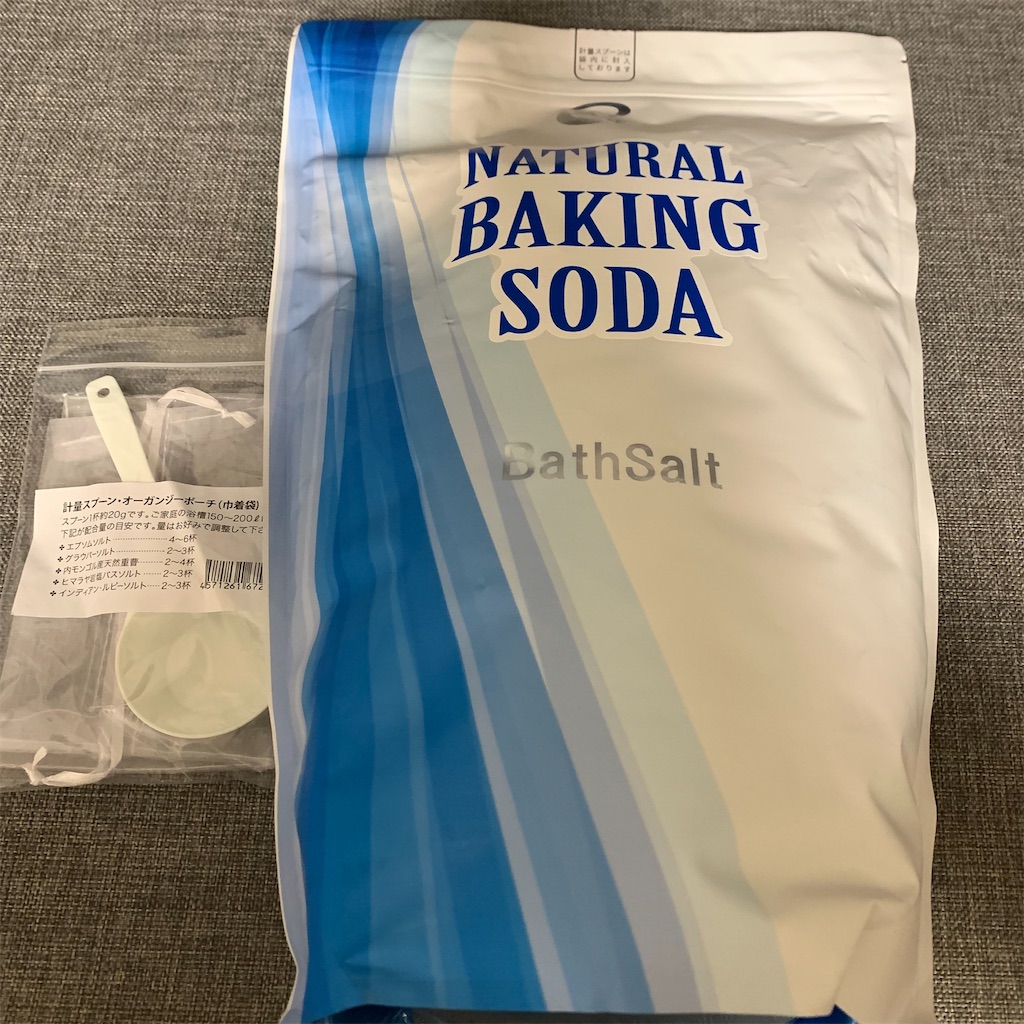 計量スプーンは
袋内に封入
しております
NATURAL
BAKING
SODA
BathSalt
計量スプーン・オーガンジーポーチ(巾着袋)
スプーン1杯約20gです。ご家庭の浴槽150〜200ℓ
下記が配合量の目安です。量はお好みで調整して下さ
❖エプソムソルト ................ 4〜6杯
❖グラウバーソルト ................ 2〜3杯
❖内モンゴル産天然重曹 ......... 2〜4杯
❖ヒマラヤ岩塩バスソルト ...... 2〜3杯
❖インディアン・ルビーソルト ..... 2〜3杯
4571261 672